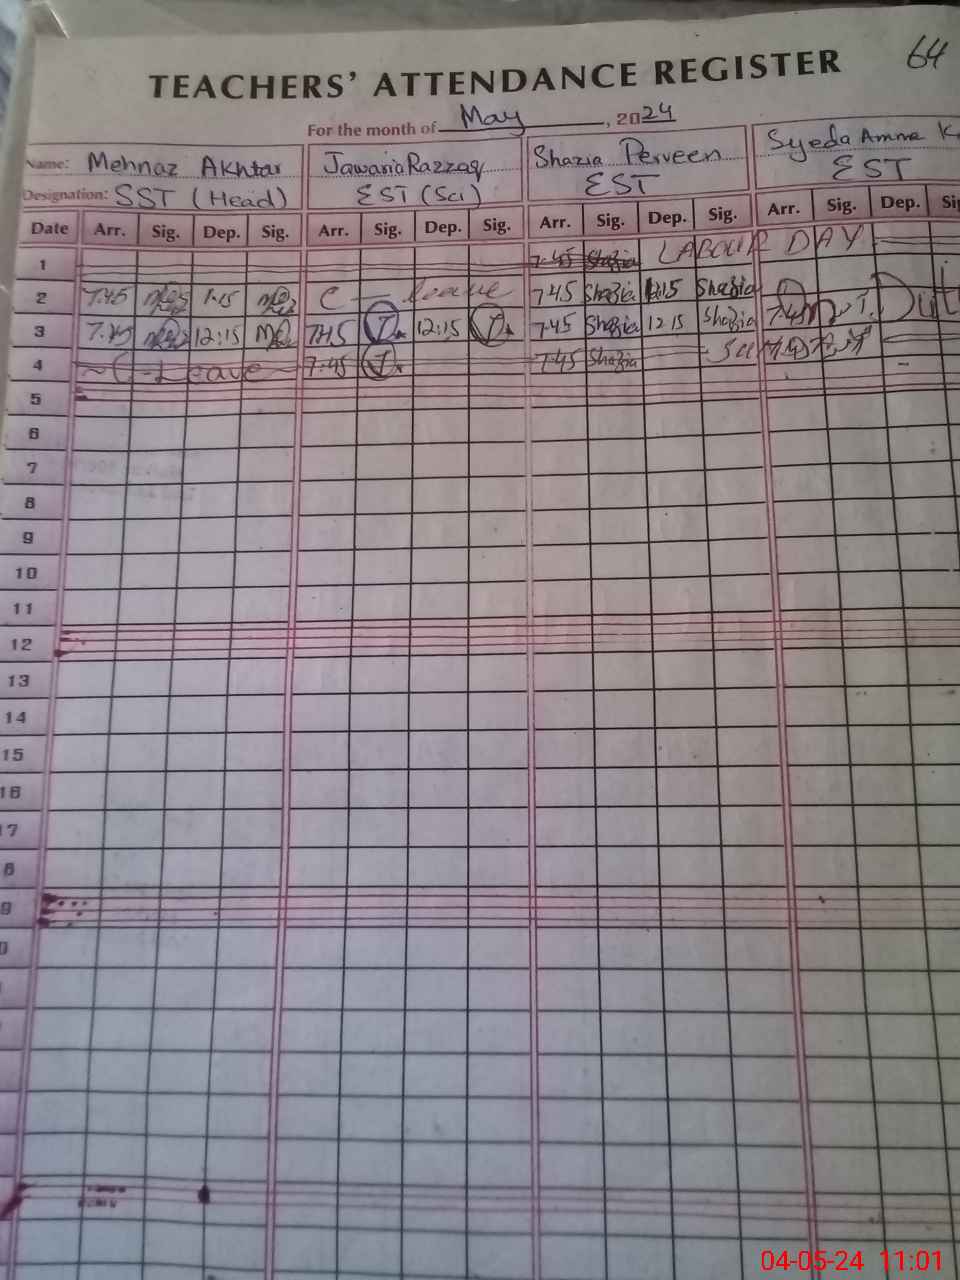 64
TEACHERS' ATTENDANCE REGISTER
For the month of May, 2024
Name: Mehnaz Akhtar Jawaria Razzaq Shazia Perveen Syeda Amna
Designation: SST (Head) EST (Sci) EST EST
Date Arr. Sig. Dep. Sig. Arr. Sig. Dep. Sig. Arr. Sig. Dep. Sig. Arr. Sig. Dep.
1 7:45 Shazia LABOUR DAY
2 7:45 1:15 C - leave 7:45 Shazia 12:15 Shazia
3 7:45 12:15 7:45 12:15 7:45 Shazia 12 15 Shazia 7:45
4 C-Leave 7:45 7:45 Shazia
5
6
7
8
9
10
11
12
13
14
15
16
17
04-05-24 11:01